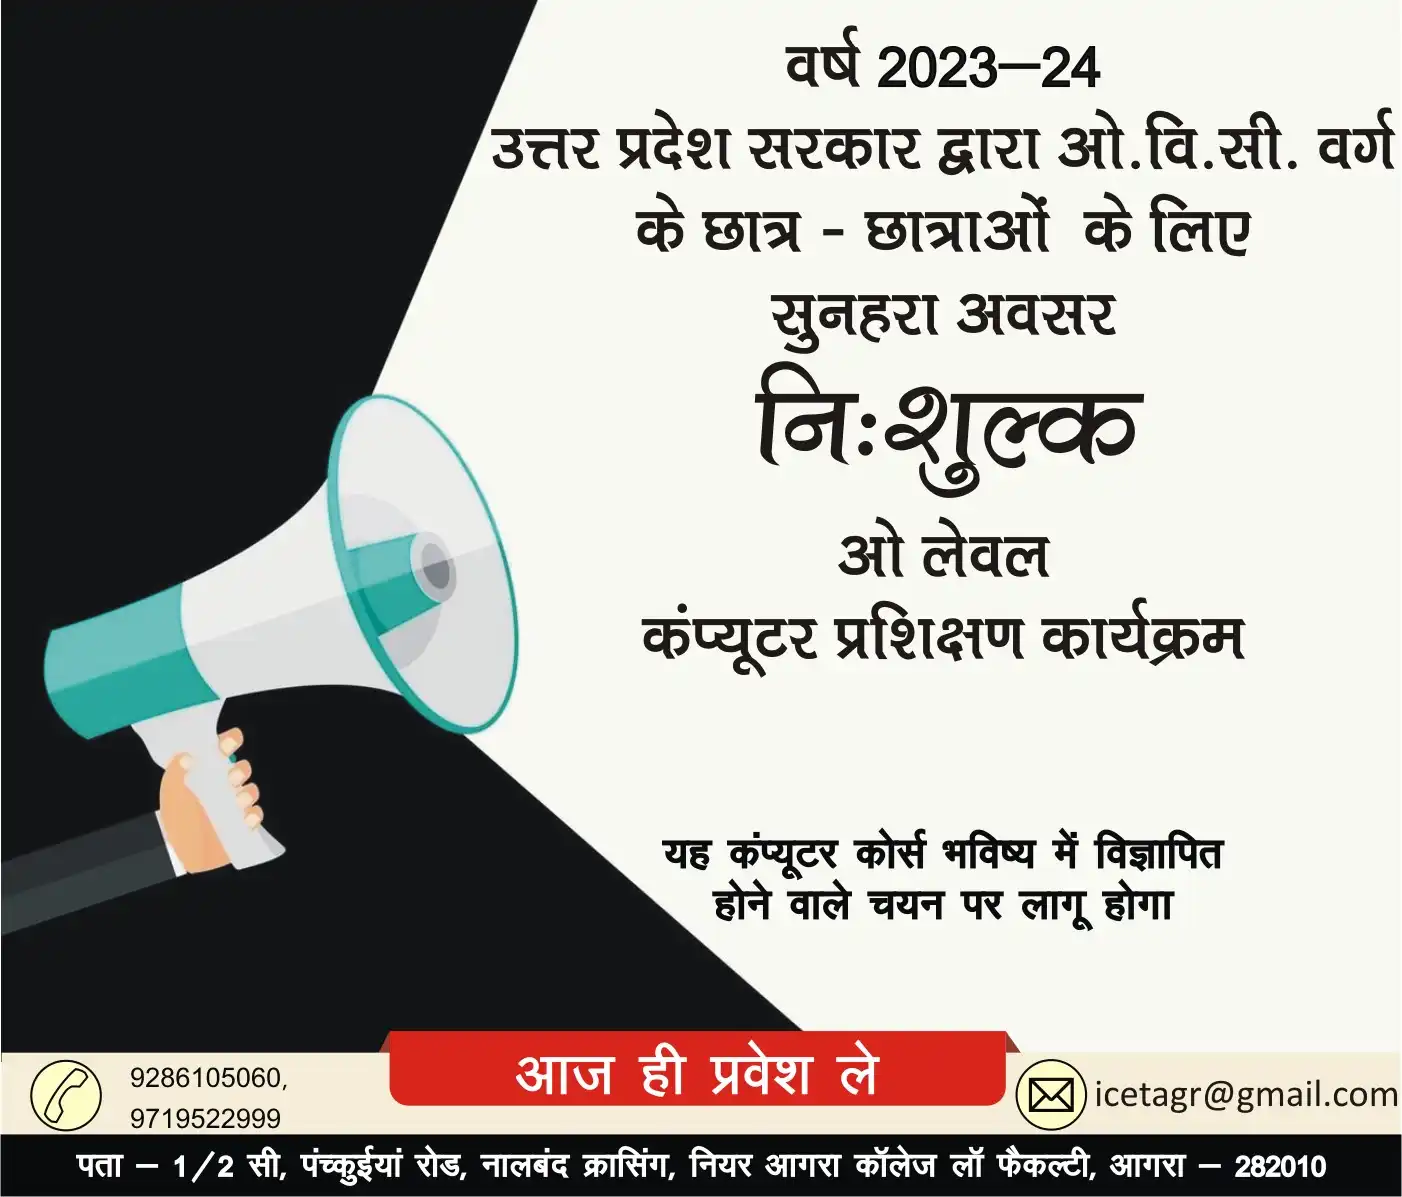 वर्ष 2023–24
उत्तर प्रदेश सरकार द्वारा ओ.वि.सी. वर्ग
के छात्र - छात्राओं के लिए
सुनहरा अवसर
निःशुल्क
ओ लेवल
कंप्यूटर प्रशिक्षण कार्यक्रम
यह कंप्यूटर कोर्स भविष्य में विज्ञापित
होने वाले चयन पर लागू होगा
आज ही प्रवेश ले
9286105060,
9719522999
icetagr@gmail.com
पता – 1/2 सी, पंच्कुईयां रोड, नालबंद क्रासिंग, नियर आगरा कॉलेज लॉ फैकल्टी, आगरा – 282010